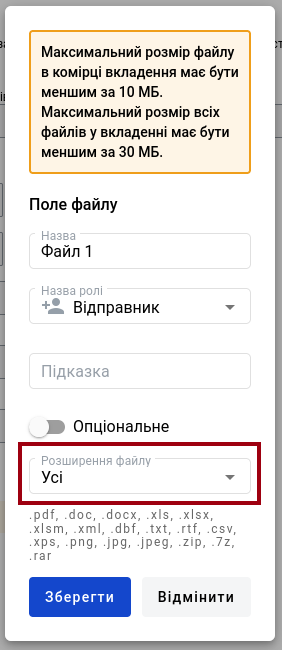 Максимальний розмір файлу
в комірці вкладення має бути
меншим за 10 МБ.
Максимальний розмір всіх
файлів у вкладенні має бути
меншим за 30 МБ.
Поле файлу
Назва
Файл 1
Назва ролі
Відправник
Підказка
Опціональне
Розширення файлу
Усі
.pdf, .doc, .docx, .xls, .xlsx,
.xlsm, .xml, .dbf, .txt, .rtf, .csv,
.xps, .png, .jpg, .jpeg, .zip, .7z,
.rar
Зберегти
Відмінити